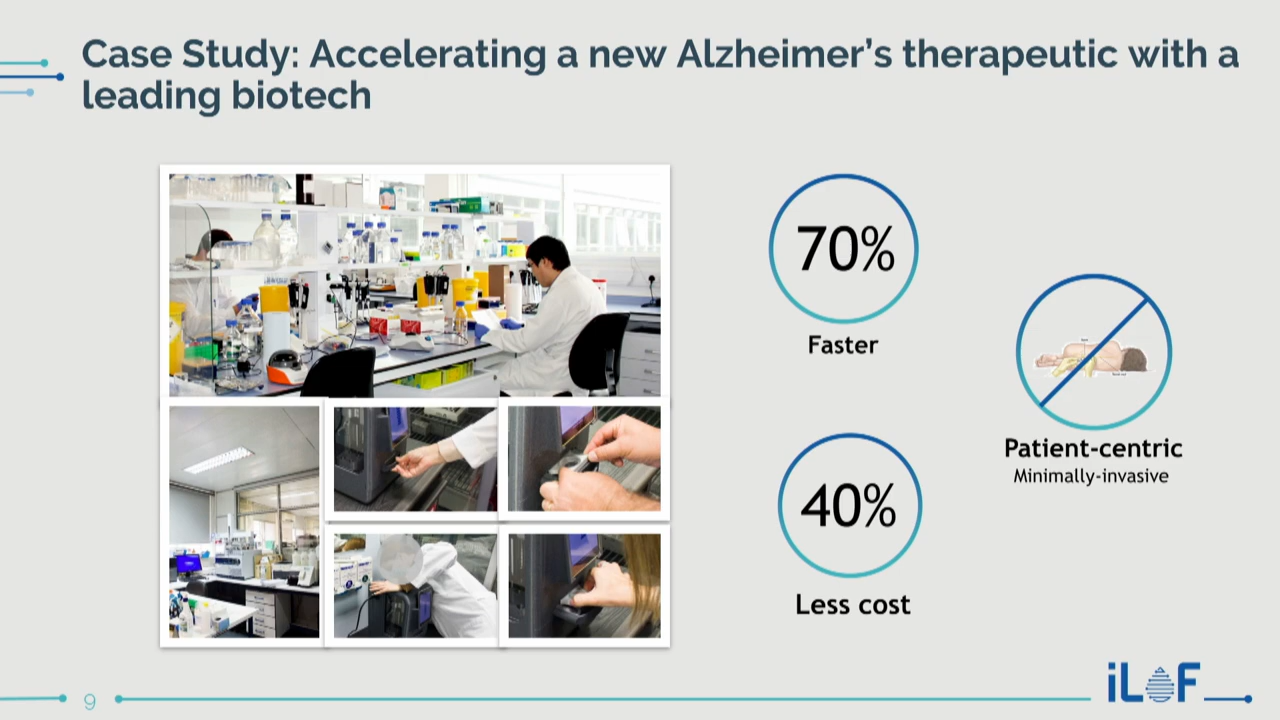 Case Study: Accelerating a new Alzheimer's therapeutic with a
leading biotech
70%
Faster
40%
Less cost
Patient-centric
Minimally-invasive
9
iLoF